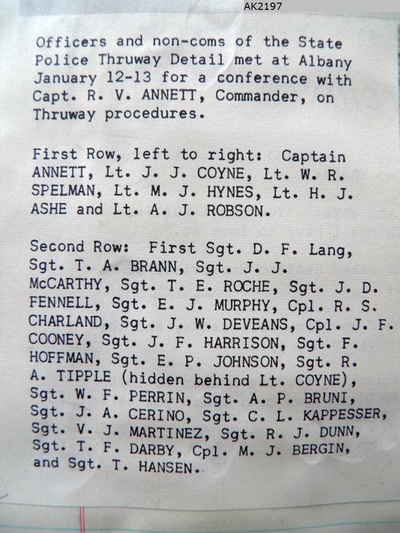 AK2197
Officers and non-coms of the State
Police Thruway Detail met at Albany
January 12-13 for a conference with
Capt. R. V. ANNETT, Commander, on
Thruway procedures.
First Row, left to right: Captain
ANNETT, Lt. J. J. COYNE, Lt. W. R.
SPELMAN, Lt. M. J. HYNES, Lt. H. J.
ASHE and Lt. A. J. ROBSON.
Second Row: First Sgt. D. F. Lang,
Sgt. T. A. BRANN, Sgt. J. J.
McCARTHY, Sgt. T. E. ROCHE, Sgt. J. D.
FENNELL, Sgt. E. J. MURPHY, Cpl. R. S.
CHARLAND, Sgt. J. W. DEVEANS, Cpl. J. F.
COONEY, Sgt. J. F. HARRISON, Sgt. F.
HOFFMAN, Sgt. E. P. JOHNSON, Sgt. R.
A. TIPPLE (hidden behind Lt. COYNE),
Sgt. W. F. PERRIN, Sgt. A. P. BRUNI,
Sgt. J. A. CERINO, Sgt. C. L. KAPPESSER,
Sgt. V. J. MARTINEZ, Sgt. R. J. DUNN,
Sgt. T. F. DARBY, Cpl. M. J. BERGIN,
and Sgt. T. HANSEN.